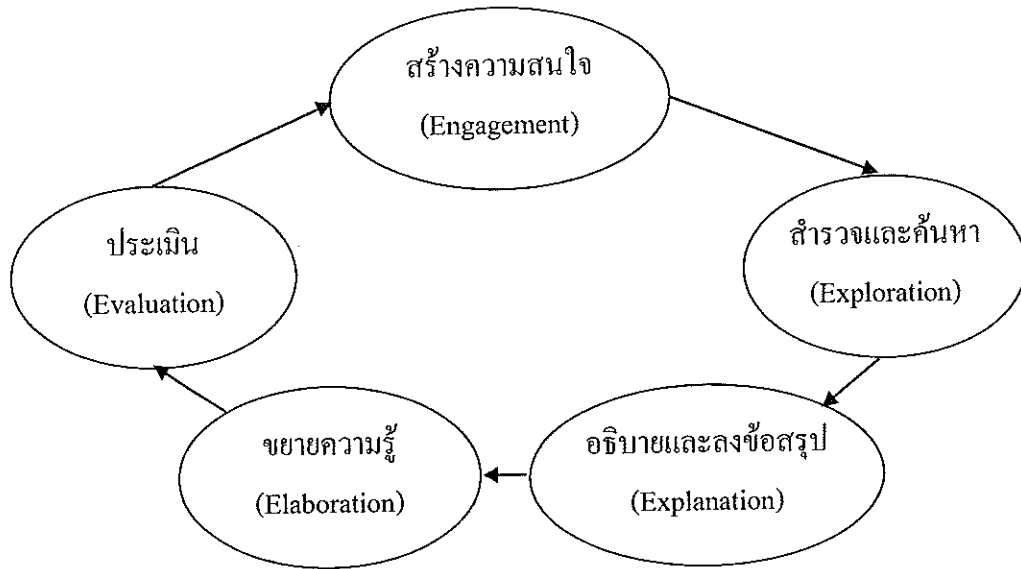 สร้างความสนใจ
(Engagement)
สำรวจและค้นหา
(Exploration)
อธิบายและลงข้อสรุป
(Explanation)
ขยายความรู้
(Elaboration)
ประเมิน
(Evaluation)